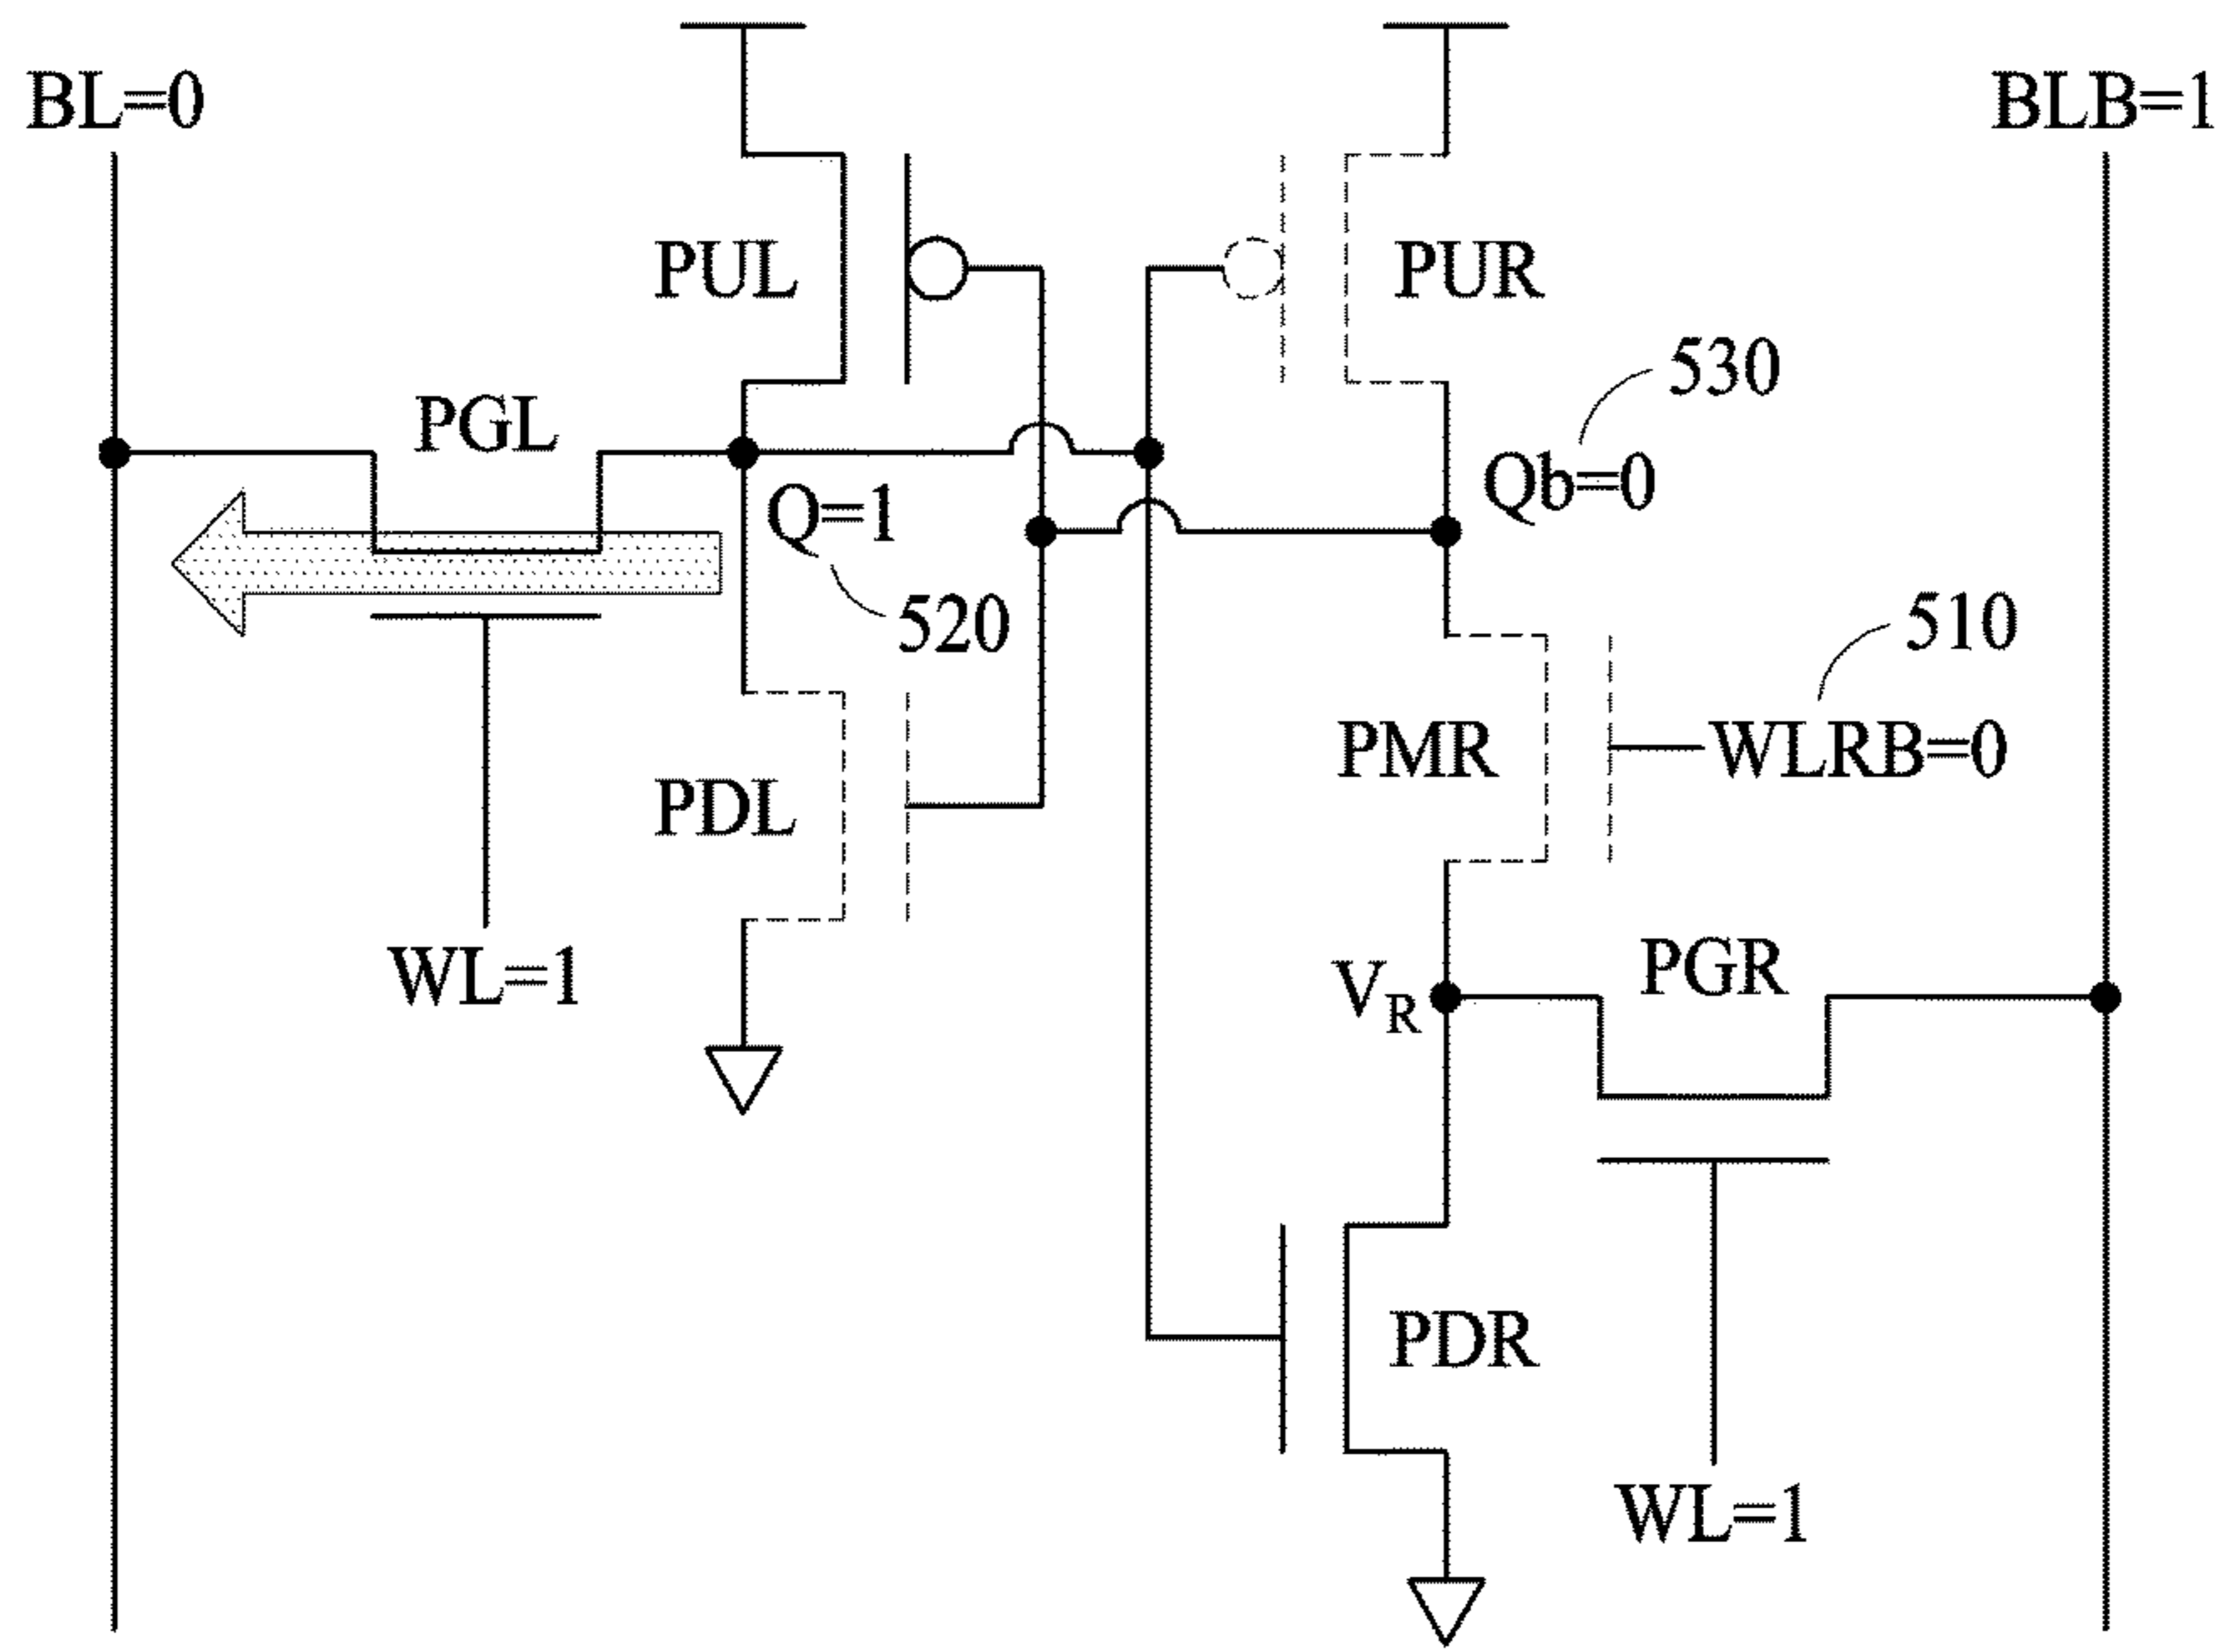 BL=0
BLB=1
PUL
PUR
530
PGL
Qb=0
Q=1
520
510
PMR
WLRB=0
PDL
WL=1
PGR
VR
PDR
WL=1